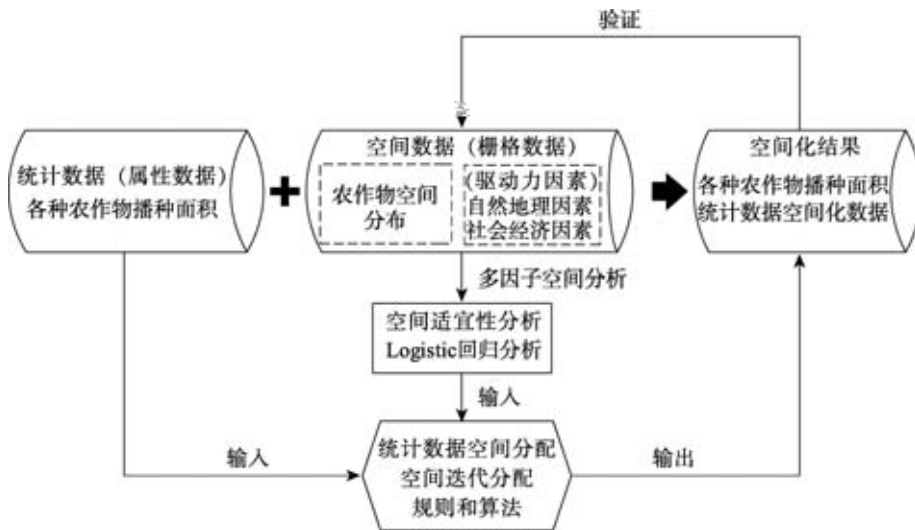 验证
统计数据（属性数据）
各种农作物播种面积
空间数据（栅格数据）
农作物空间
分布
(驱动力因素)
自然地理因素
社会经济因素
空间化结果
各种农作物播种面积
统计数据空间化数据
多因子空间分析
空间适宜性分析
Logistic回归分析
输入
输入
统计数据空间分配
空间迭代分配
规则和算法
输出